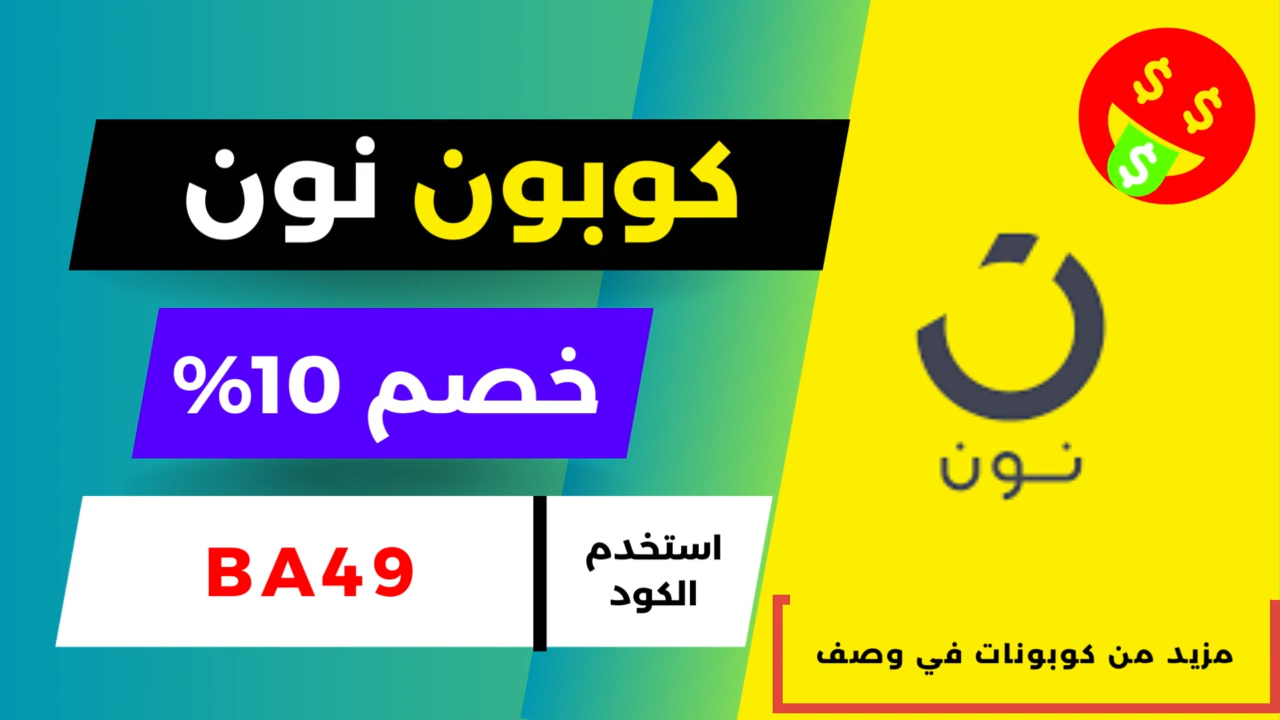 كوبون نون
خصم 10%
استخدم
الكود
BA49
نون
مزيد من كوبونات في وصف